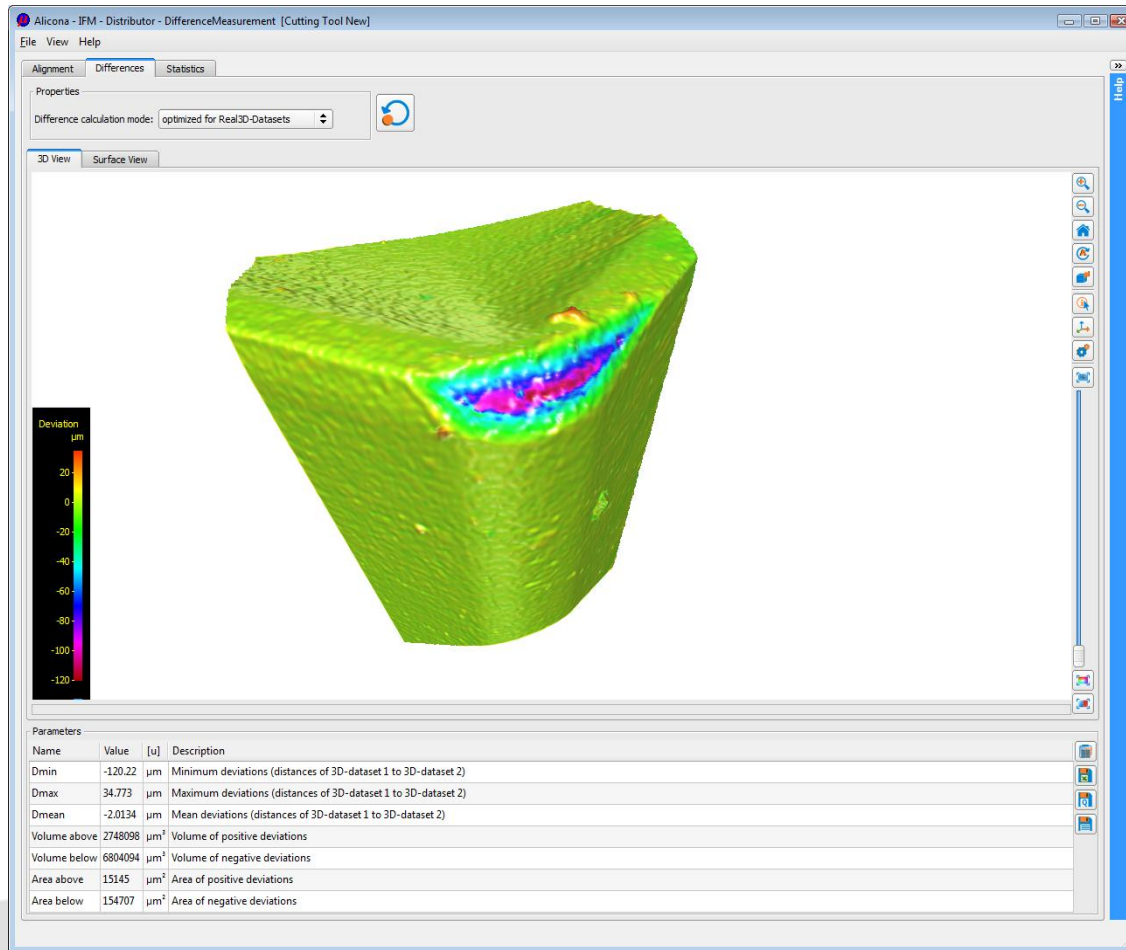 Alicona - IFM - Distributor - DifferenceMeasurement [Cutting Tool New]
File View Help
Alignment Differences Statistics
Properties
Difference calculation mode: optimized for Real3D-Datasets
3D View Surface View
Deviation
µm
20
0
-20
-40
-60
-80
-100
-120
Help
Parameters
Name Value [u] Description
Dmin -120.22 µm Minimum deviations (distances of 3D-dataset 1 to 3D-dataset 2)
Dmax 34.773 µm Maximum deviations (distances of 3D-dataset 1 to 3D-dataset 2)
Dmean -2.0134 µm Mean deviations (distances of 3D-dataset 1 to 3D-dataset 2)
Volume above 2748098 µm³ Volume of positive deviations
Volume below 6804094 µm³ Volume of negative deviations
Area above 15145 µm² Area of positive deviations
Area below 154707 µm² Area of negative deviations